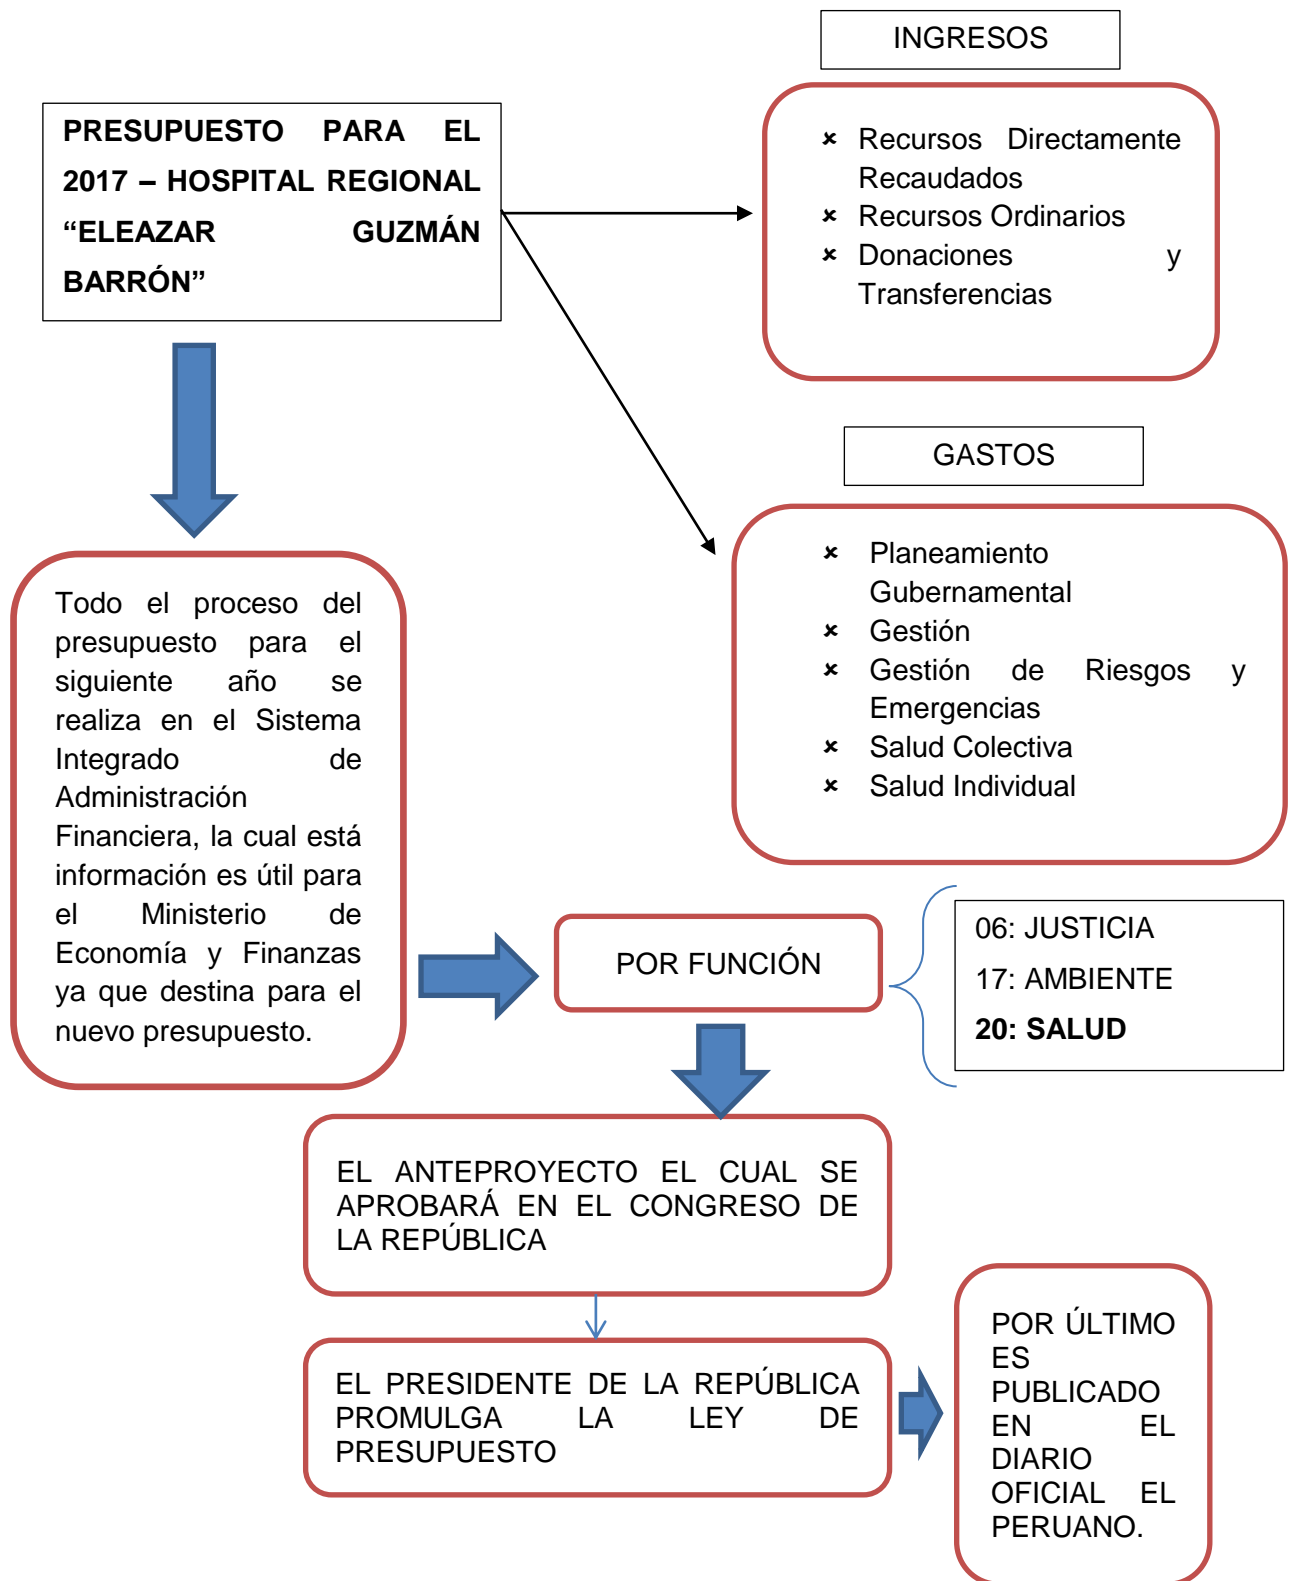 INGRESOS
PRESUPUESTO PARA EL
2017 – HOSPITAL REGIONAL
“ELEAZAR GUZMÁN
BARRÓN”
Recursos Directamente
Recaudados
Recursos Ordinarios
Donaciones y
Transferencias
GASTOS
Planeamiento
Gubernamental
Gestión
Gestión de Riesgos y
Emergencias
Salud Colectiva
Salud Individual
Todo el proceso del
presupuesto para el
siguiente año se
realiza en el Sistema
Integrado de
Administración
Financiera, la cual está
información es útil para
el Ministerio de
Economía y Finanzas
ya que destina para el
nuevo presupuesto.
POR FUNCIÓN
06: JUSTICIA
17: AMBIENTE
20: SALUD
EL ANTEPROYECTO EL CUAL SE
APROBARÁ EN EL CONGRESO DE
LA REPÚBLICA
EL PRESIDENTE DE LA REPÚBLICA
PROMULGA LA LEY DE
PRESUPUESTO
POR ÚLTIMO
ES
PUBLICADO
EN EL
DIARIO
OFICIAL EL
PERUANO.